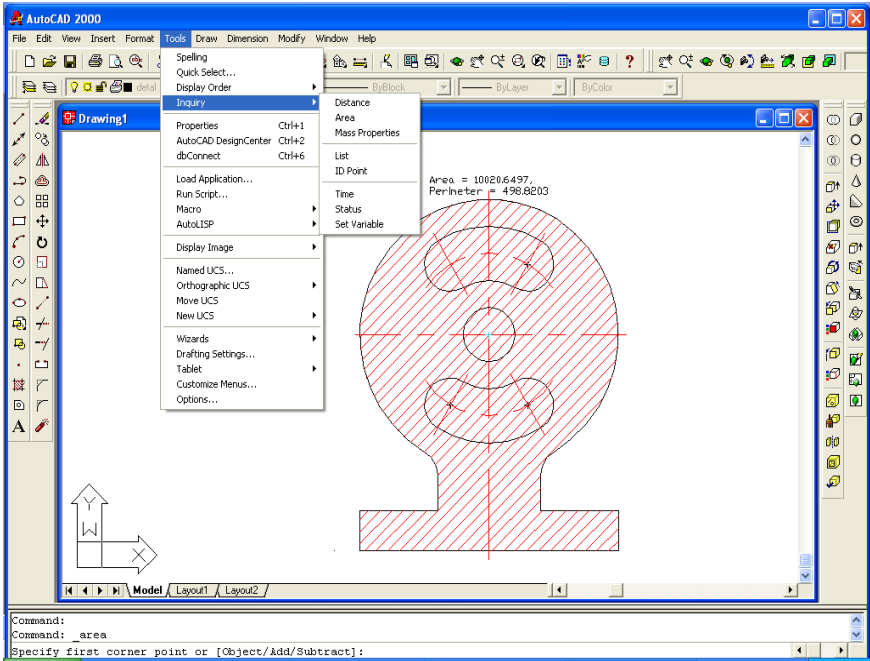 AutoCAD 2000
File Edit View Insert Format Tools Draw Dimension Modify Window Help
detal
ByBlock
ByLayer
ByColor
Drawing1
Spelling
Quick Select...
Display Order
Inquiry
Properties Ctrl+1
AutoCAD DesignCenter Ctrl+2
dbConnect Ctrl+6
Load Application...
Run Script...
Macro
AutoLISP
Display Image
Named UCS...
Orthographic UCS
Move UCS
New UCS
Wizards
Drafting Settings...
Tablet
Customize Menus...
Options...
Distance
Area
Mass Properties
List
ID Point
Time
Status
Set Variable
Area = 10020.6497,
Perimeter = 498.8203
Y
W
X
A
Model Layout1 Layout2
Command:
Command: _area
Specify first corner point or [Object/Add/Subtract]: